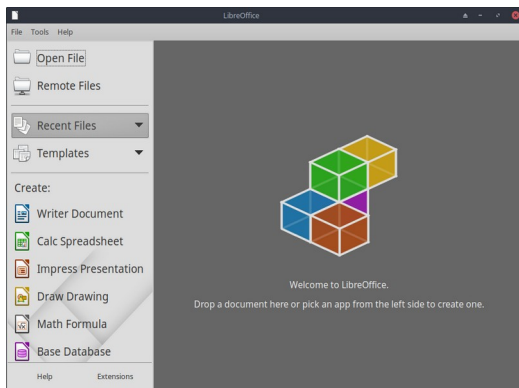 LibreOffice
File Tools Help
Open File
Remote Files
Recent Files
Templates
Create:
Writer Document
Calc Spreadsheet
Impress Presentation
Draw Drawing
Math Formula
Base Database
Help Extensions
Welcome to LibreOffice.
Drop a document here or pick an app from the left side to create one.